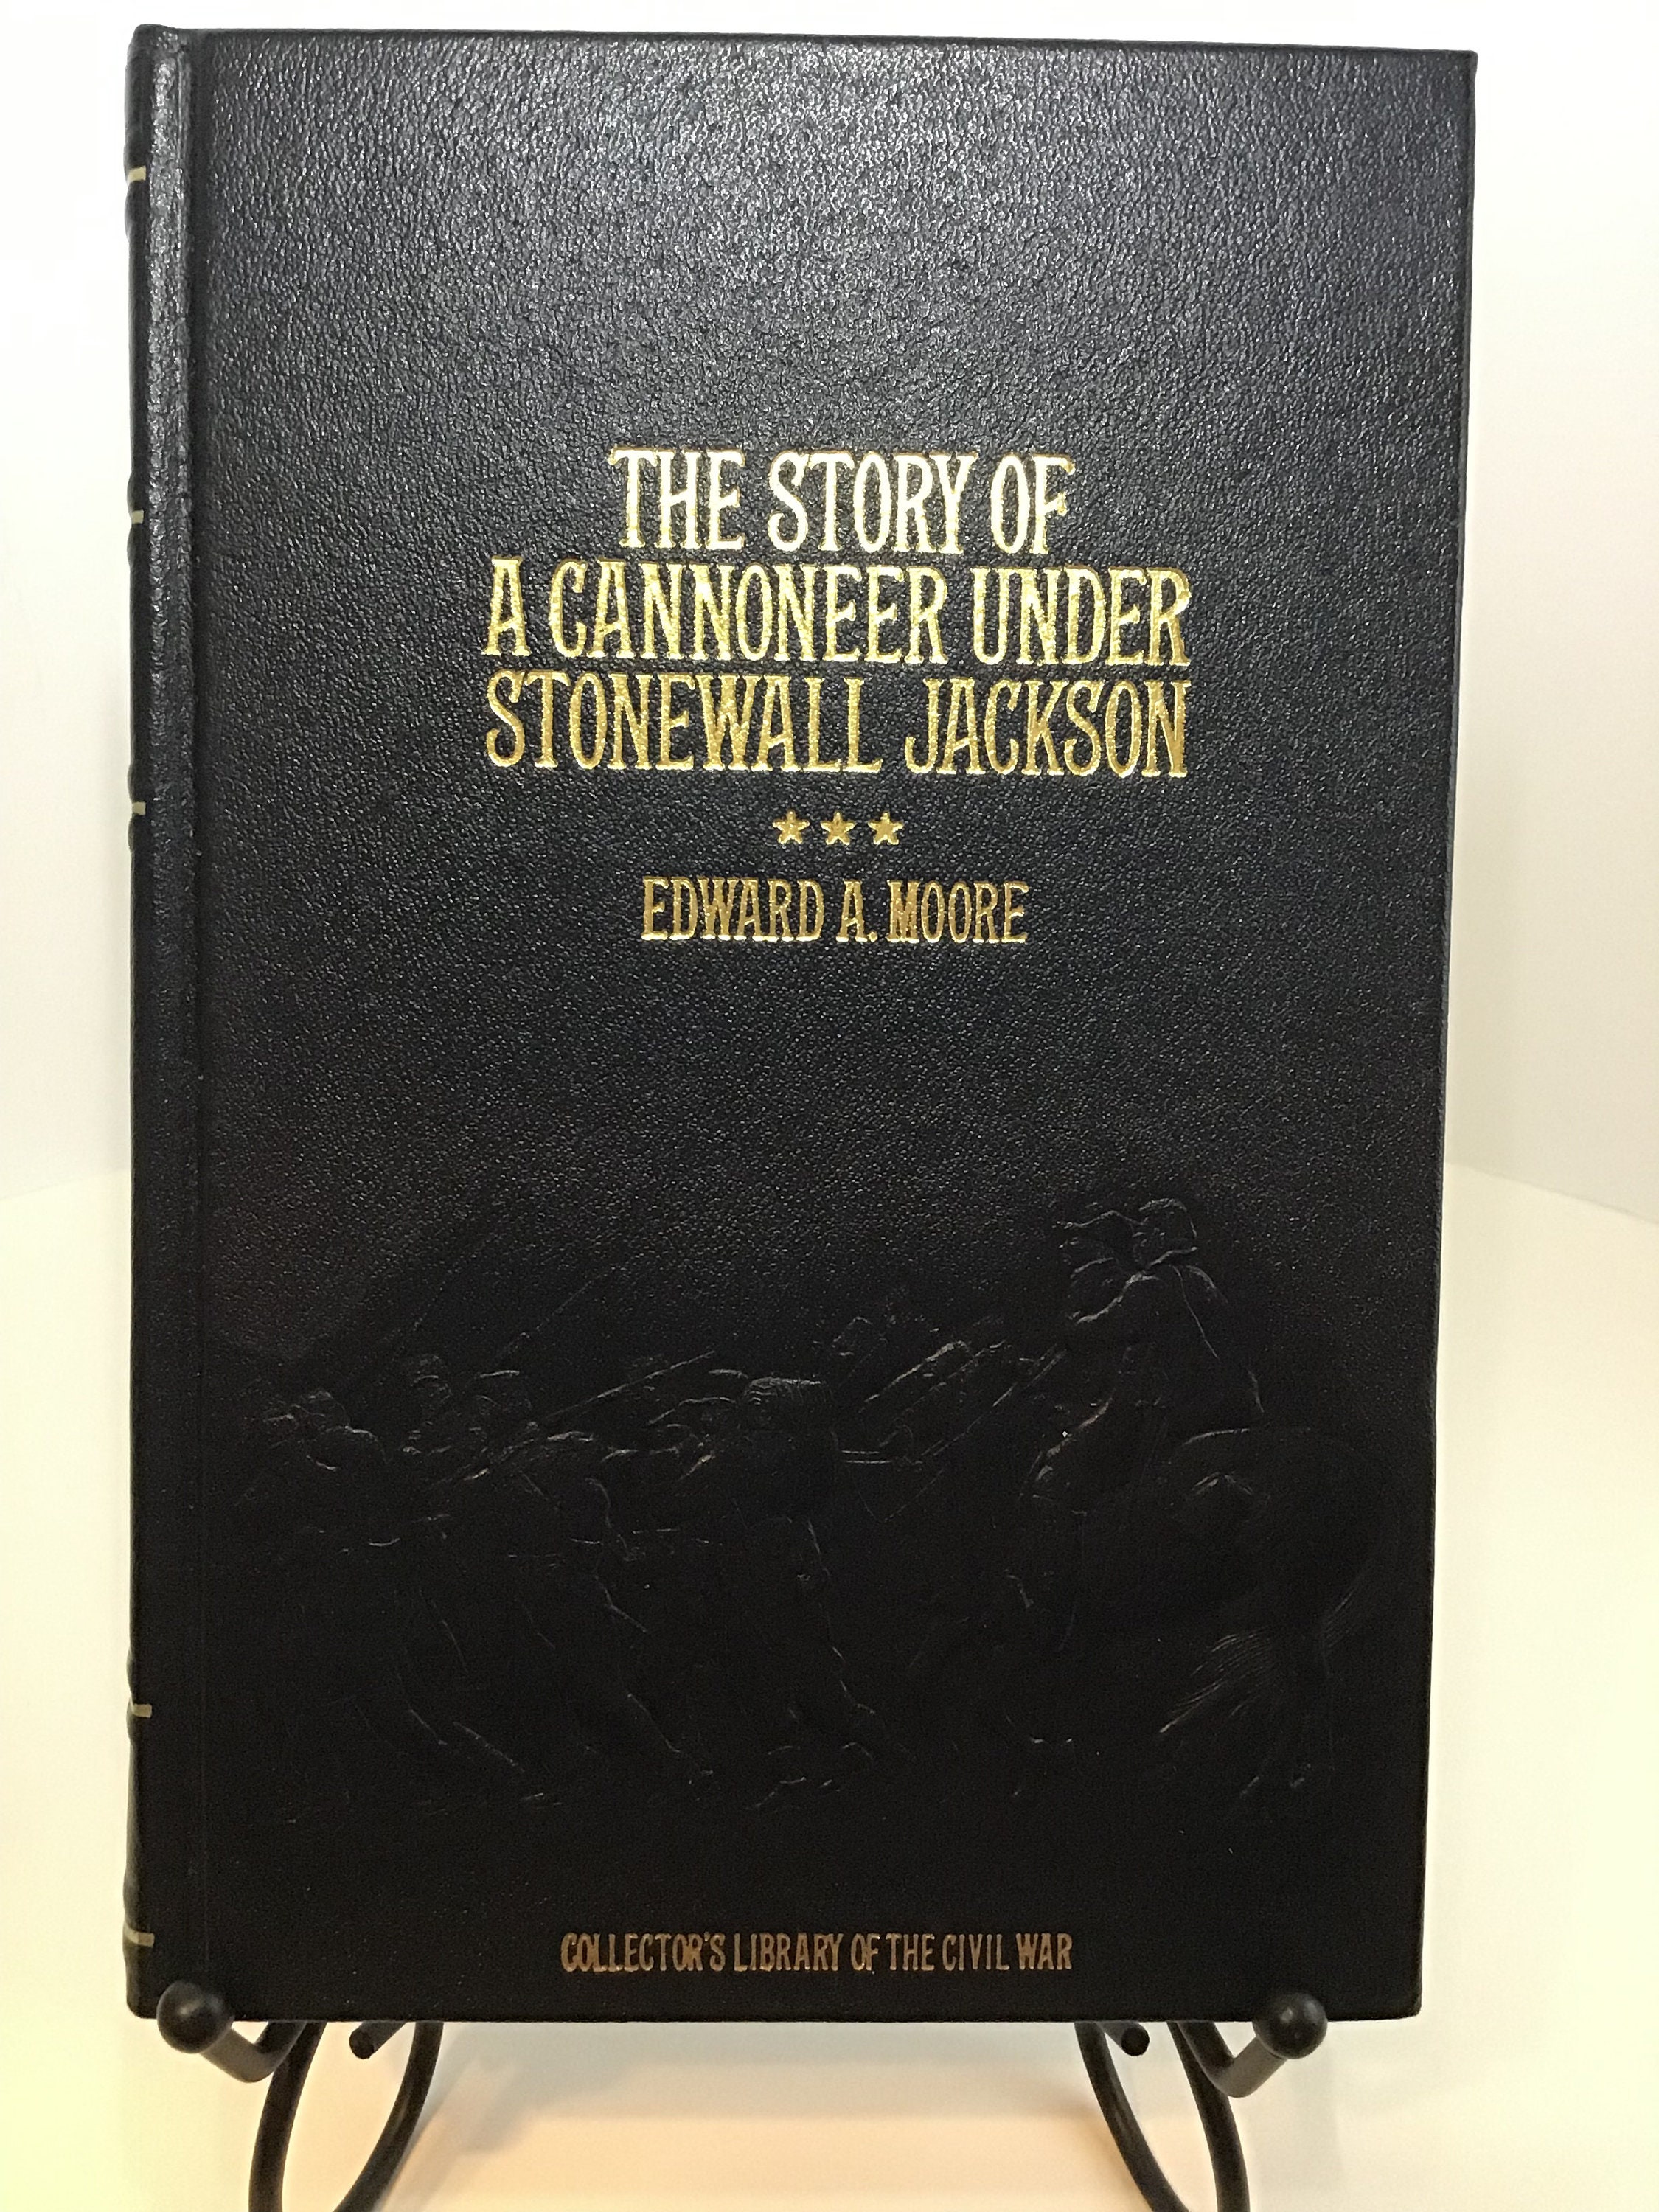 THE STORY OF
A CANNONEER UNDER
STONEWALL JACKSON
EDWARD A. MOORE
COLLECTOR'S LIBRARY OF THE CIVIL WAR